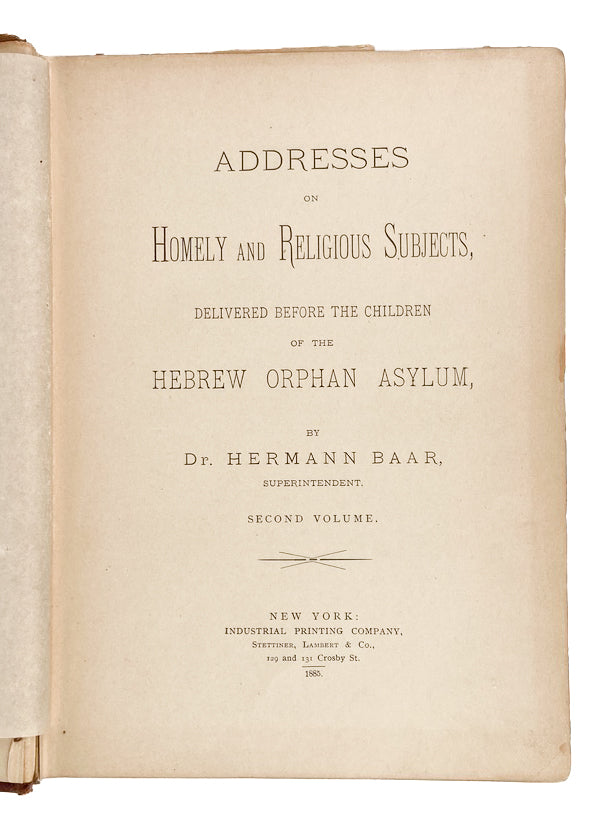 ADDRESSES
ON
HOMELY AND RELIGIOUS SUBJECTS,
DELIVERED BEFORE THE CHILDREN
OF THE
HEBREW ORPHAN ASYLUM,
BY
Dr. HERMANN BAAR,
SUPERINTENDENT.
SECOND VOLUME.
NEW YORK:
INDUSTRIAL PRINTING COMPANY,
STETTINER, LAMBERT & CO.,
129 and 131 Crosby St.
1885.